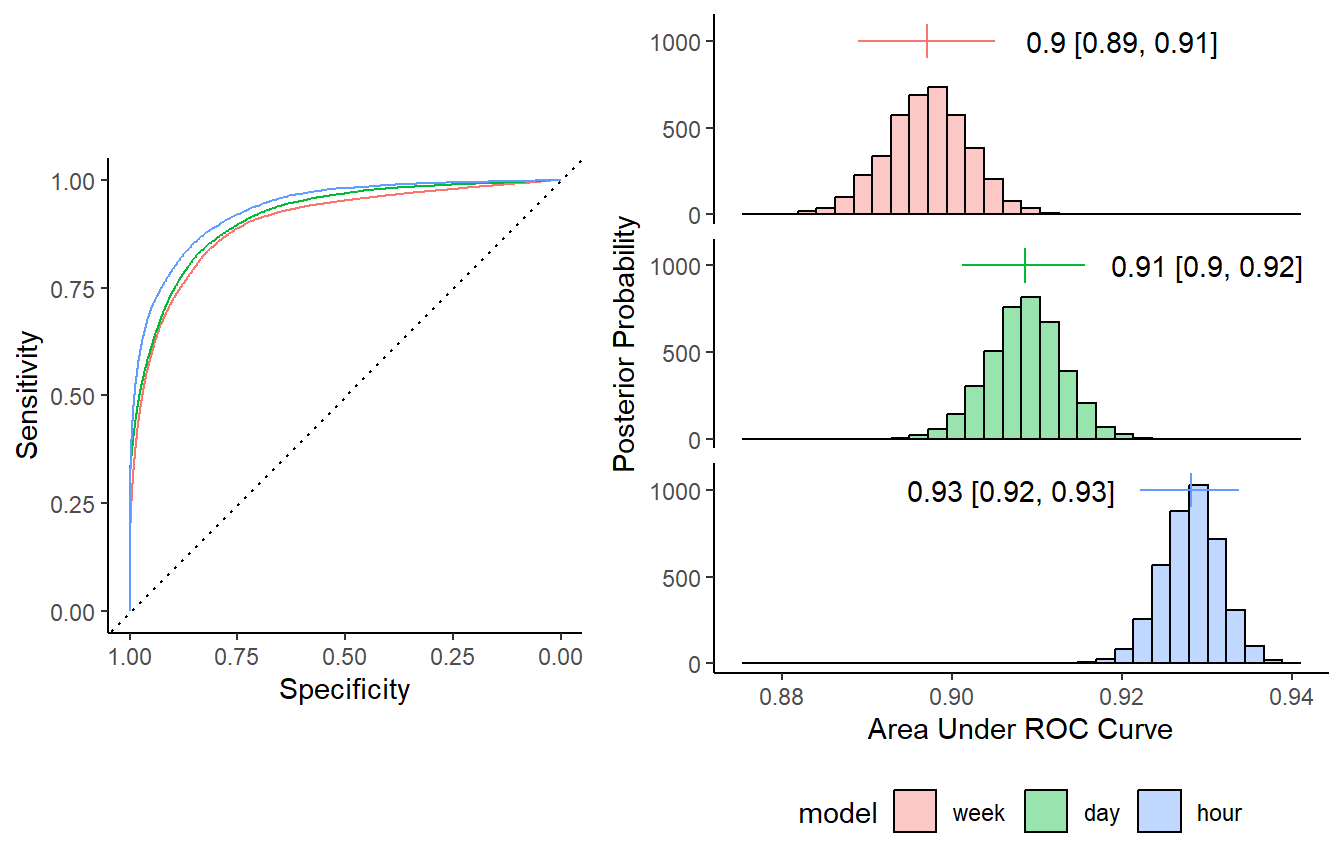 1.00
0.75
0.50
0.25
0.00
Sensitivity
1.00 0.75 0.50 0.25 0.00
Specificity
Posterior Probability
1000
500
0
0.9 [0.89, 0.91]
1000
500
0
0.91 [0.9, 0.92]
1000
500
0
0.93 [0.92, 0.93]
0.88 0.90 0.92 0.94
Area Under ROC Curve
model week day hour